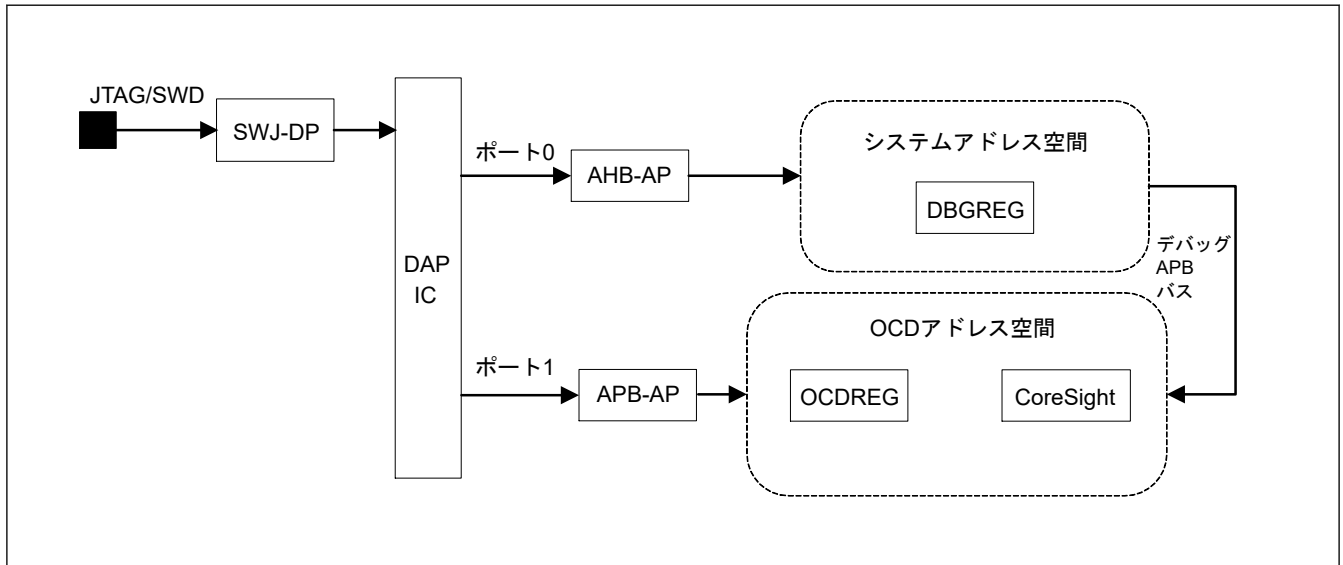 JTAG/SWD
SWJ-DP
DAP
IC
ポート0
AHB-AP
システムアドレス空間
DBGREG
デバッグ
APB
バス
OCDアドレス空間
ポート1
APB-AP
OCDREG
CoreSight